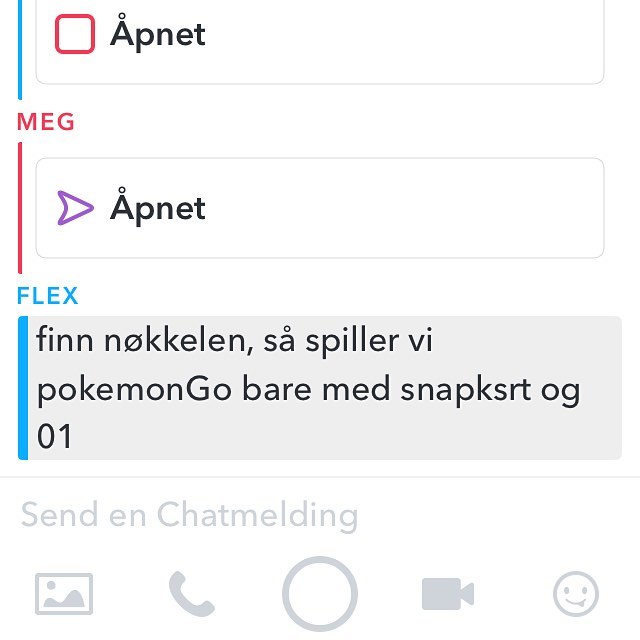 Åpnet
MEG
Åpnet
FLEX
finn nøkkelen, så spiller vi
pokemonGo bare med snapksrt og
01
Send en Chatmelding